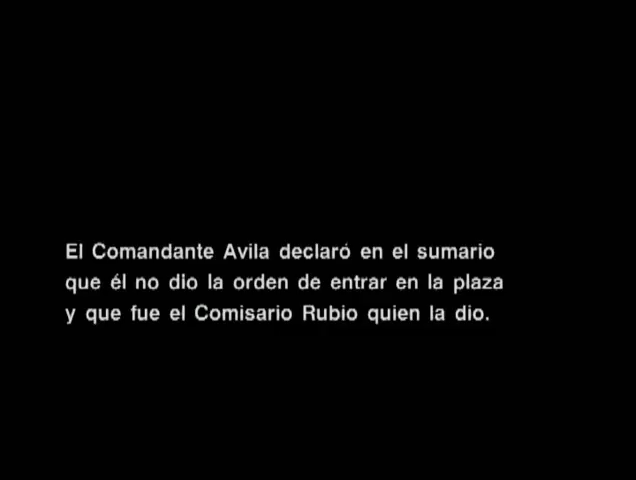 El Comandante Avila declaró en el sumario
que él no dio la orden de entrar en la plaza
y que fue el Comisario Rubio quien la dio.